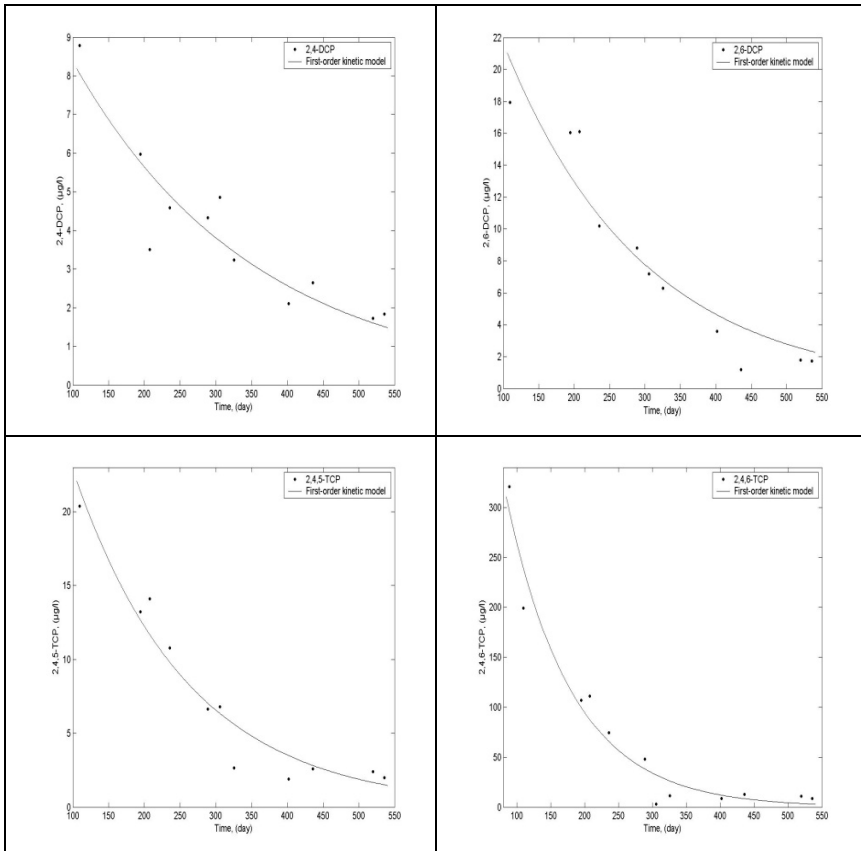 2,4-DCP
First-order kinetic model
9
8
7
6
5
4
3
2
1
0
2,4-DCP, (µg/l)
100 150 200 250 300 350 400 450 500 550
Time, (day)
2,6-DCP
First-order kinetic model
22
20
18
16
14
12
10
8
6
4
2
0
2,6-DCP, (µg/l)
100 150 200 250 300 350 400 450 500 550
Time, (day)
2,4,5-TCP
First-order kinetic model
20
15
10
5
0
2,4,5-TCP, (µg/l)
100 150 200 250 300 350 400 450 500 550
Time, (day)
2,4,6-TCP
First-order kinetic model
300
250
200
150
100
50
0
2,4,6-TCP, (µg/l)
100 150 200 250 300 350 400 450 500 550
Time, (day)